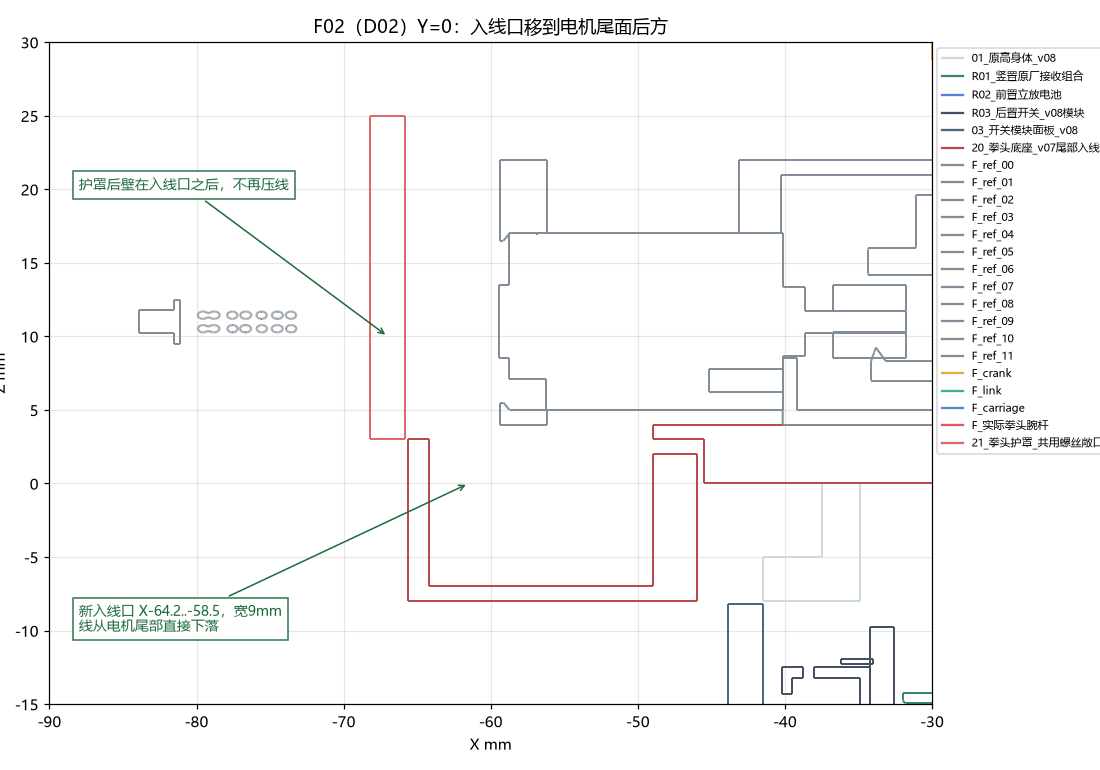 F02（D02）Y=0：入线口移到电机尾面后方
30
25
20
15
10
5
0
-5
-10
-15
护罩后壁在入线口之后，不再压线
新入线口 X-64.2..-58.5，宽9mm
线从电机尾部直接下落
-90
-80
-70
-60
-50
-40
-30
X mm
01_原高身体_v08
R01_竖置原厂接收组合
R02_前置立放电池
R03_后置开关_v08模块
03_开关模块面板_v08
20_拳头底座_v07尾部入线
F_ref_00
F_ref_01
F_ref_02
F_ref_03
F_ref_04
F_ref_05
F_ref_06
F_ref_07
F_ref_08
F_ref_09
F_ref_10
F_ref_11
F_crank
F_link
F_carriage
F_实际拳头腕杆
21_拳头护罩_共用螺丝敞